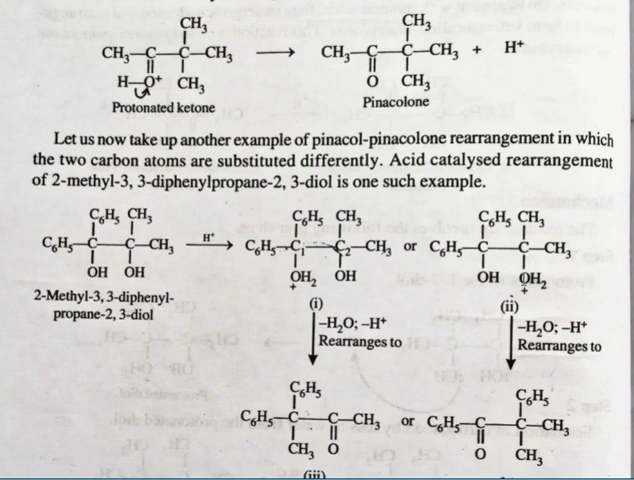 CH₃ CH₃
CH₃—C—C—CH₃ → CH₃—C—C—CH₃ + H⁺
H—O⁺ CH₃ O CH₃
Protonated ketone Pinacolone
Let us now take up another example of pinacol-pinacolone rearrangement in which
the two carbon atoms are substituted differently. Acid catalysed rearrangement
of 2-methyl-3, 3-diphenylpropane-2, 3-diol is one such example.
C₆H₅ CH₃ C₆H₅ CH₃ C₆H₅ CH₃
C₆H₅—C—C—CH₃ H⁺ → C₆H₅—C₁—C₂—CH₃ or C₆H₅—C—C—CH₃
OH OH OH₂ OH OH OH₂
+ +
2-Methyl-3, 3-diphenyl-
propane-2, 3-diol
(i) (ii)
–H₂O; –H⁺ –H₂O; –H⁺
Rearranges to Rearranges to
C₆H₅ C₆H₅
C₆H₅—C—C—CH₃ or C₆H₅—C—C—CH₃
CH₃ O O CH₃
(iii)